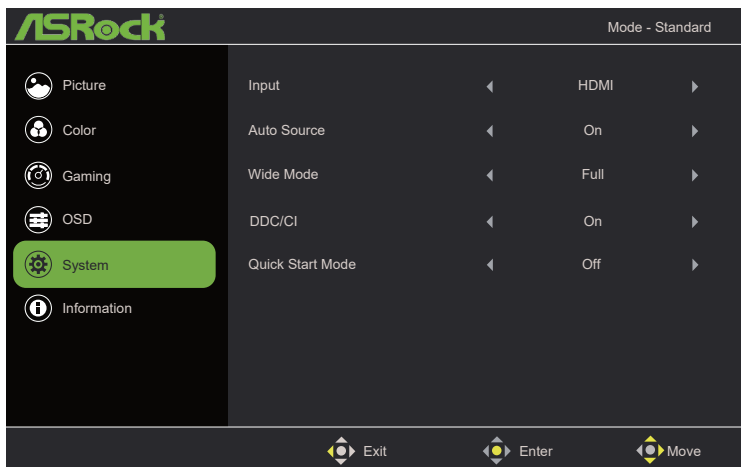 ASRock
Mode - Standard
Picture
Color
Gaming
OSD
System
Information
Input HDMI
Auto Source On
Wide Mode Full
DDC/CI On
Quick Start Mode Off
Exit Enter Move